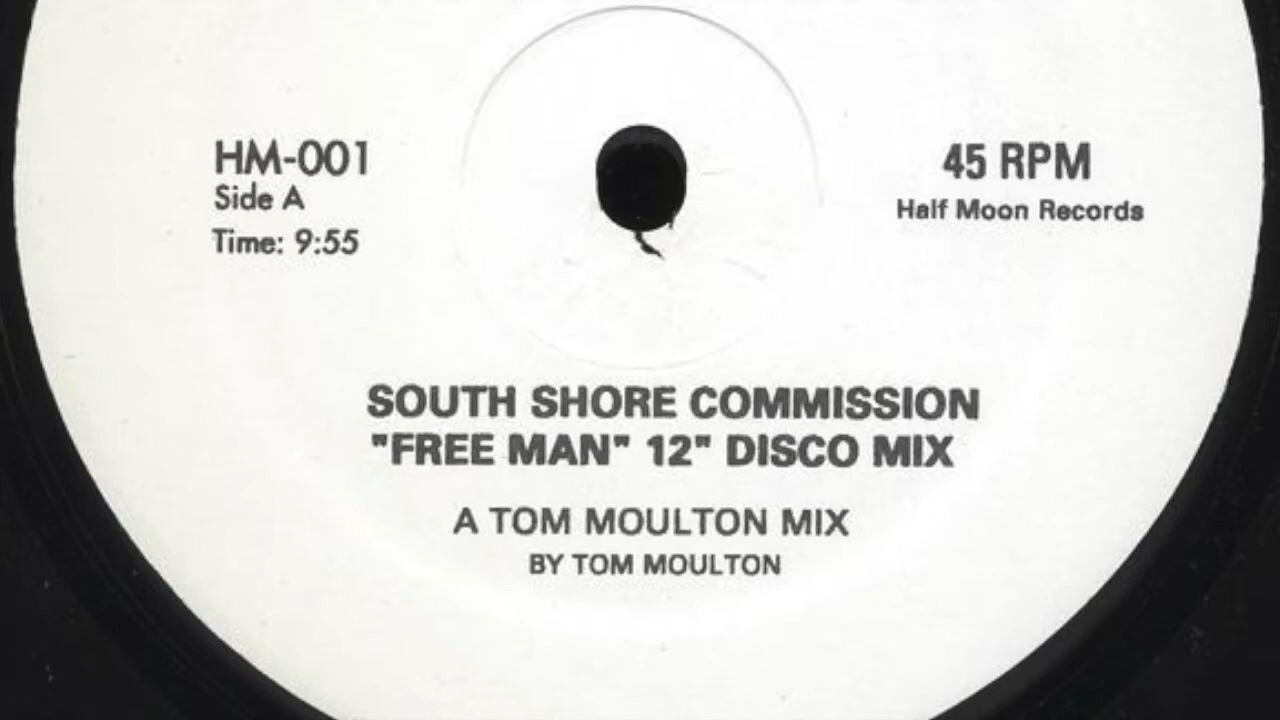 HM-001
Side A
Time: 9:55
45 RPM
Half Moon Records
SOUTH SHORE COMMISSION
"FREE MAN" 12" DISCO MIX
A TOM MOULTON MIX
BY TOM MOULTON